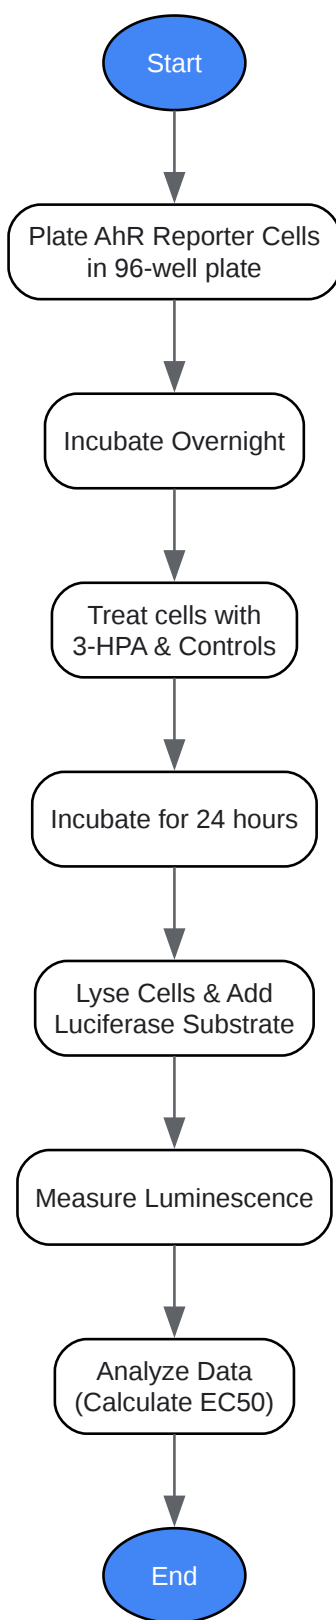 Start
Plate AhR Reporter Cells
in 96-well plate
Incubate Overnight
Treat cells with
3-HPA & Controls
Incubate for 24 hours
Lyse Cells & Add
Luciferase Substrate
Measure Luminescence
Analyze Data
(Calculate EC50)
End